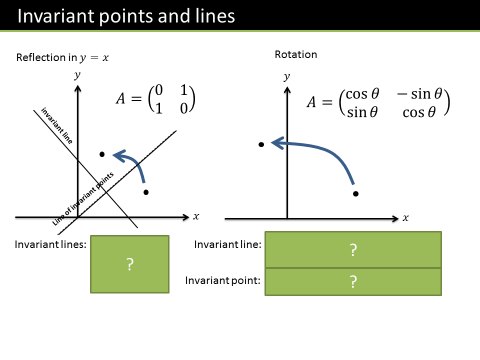 Invariant points and lines
Reflection in y = x
y
A = (0 1
1 0)
invariant line
Line of invariant points
x
Invariant lines:
?
Rotation
y
A = (cos θ − sin θ
sin θ cos θ)
x
Invariant line:
?
Invariant point:
?